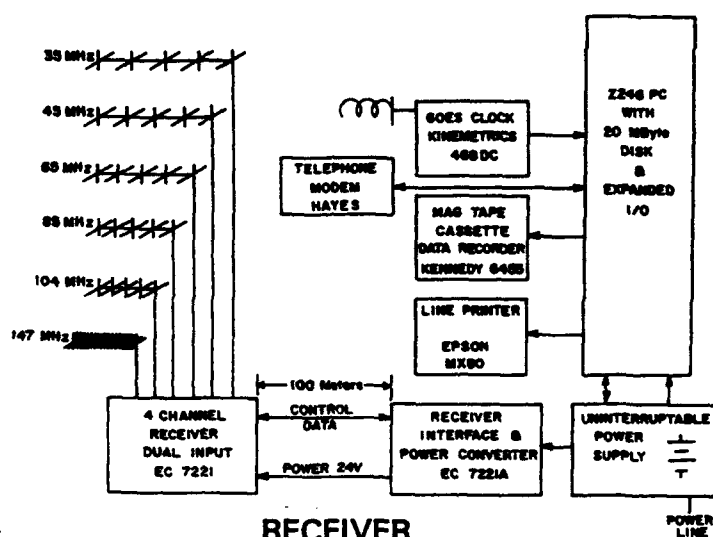 35 MHz
45 MHz
65 MHz
85 MHz
104 MHz
147 MHz
GOES CLOCK
KINEMETRICS
468 DC
TELEPHONE
MODEM
HAYES
MAG TAPE
CASSETTE
DATA RECORDER
KENNEDY 6455
LINE PRINTER
EPSON
MX80
Z248 PC
WITH
20 MByte
DISK
&
EXPANDED
I/O
100 Meters
4 CHANNEL
RECEIVER
DUAL INPUT
EC 7221
CONTROL
DATA
POWER 24V
RECEIVER
INTERFACE &
POWER CONVERTER
EC 7221A
UNINTERRUPTABLE
POWER
SUPPLY
POWER
LINE
RECEIVER